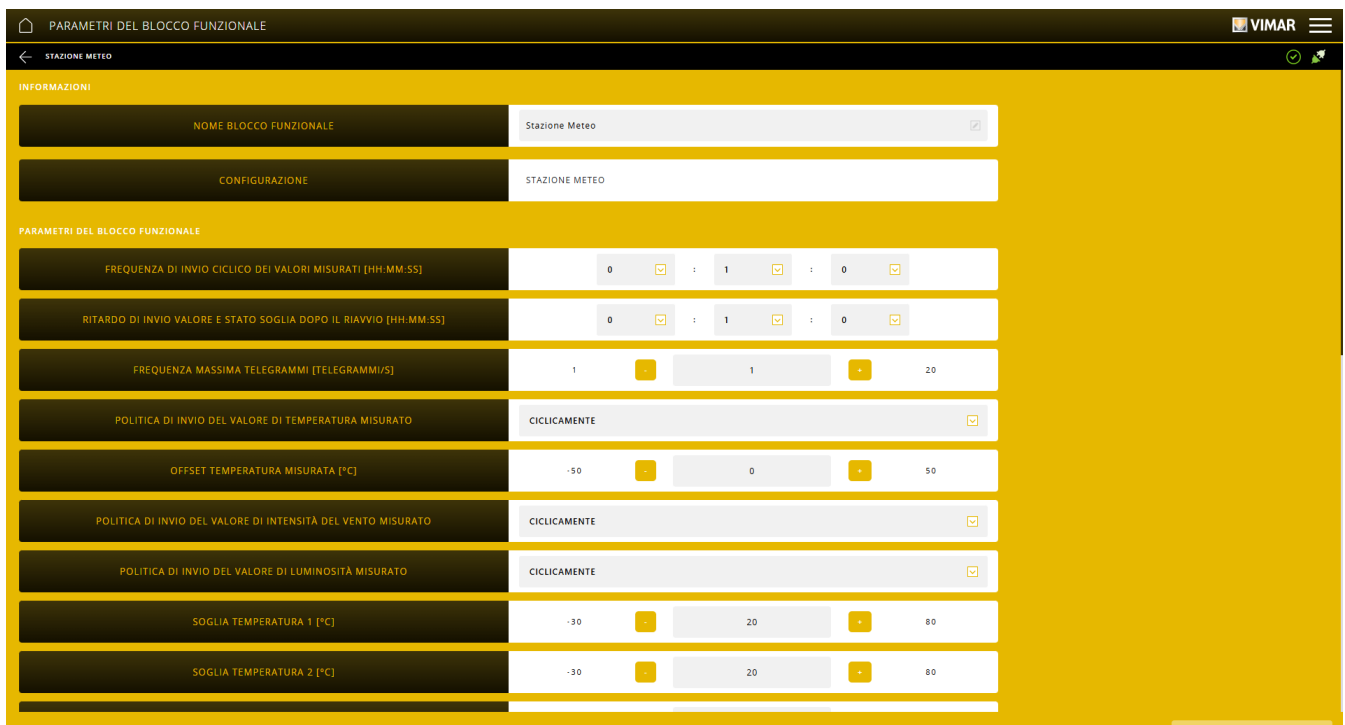 PARAMETRI DEL BLOCCO FUNZIONALE
VIMAR
STAZIONE METEO
INFORMAZIONI
NOME BLOCCO FUNZIONALE Stazione Meteo
CONFIGURAZIONE STAZIONE METEO
PARAMETRI DEL BLOCCO FUNZIONALE
FREQUENZA DI INVIO CICLICO DEI VALORI MISURATI [HH:MM:SS] 0 : 1 : 0
RITARDO DI INVIO VALORE E STATO SOGLIA DOPO IL RIAVVIO [HH:MM:SS] 0 : 1 : 0
FREQUENZA MASSIMA TELEGRAMMI [TELEGRAMMI/S] 1 - 1 + 20
POLITICA DI INVIO DEL VALORE DI TEMPERATURA MISURATO CICLICAMENTE
OFFSET TEMPERATURA MISURATA [°C] -50 - 0 + 50
POLITICA DI INVIO DEL VALORE DI INTENSITÀ DEL VENTO MISURATO CICLICAMENTE
POLITICA DI INVIO DEL VALORE DI LUMINOSITÀ MISURATO CICLICAMENTE
SOGLIA TEMPERATURA 1 [°C] -30 - 20 + 80
SOGLIA TEMPERATURA 2 [°C] -30 - 20 + 80